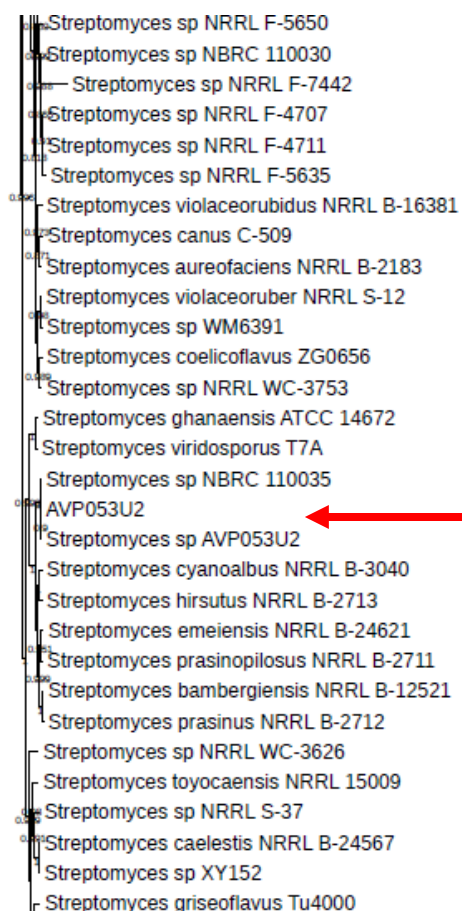 Streptomyces sp NRRL F-5650
Streptomyces sp NBRC 110030
Streptomyces sp NRRL F-7442
Streptomyces sp NRRL F-4707
Streptomyces sp NRRL F-4711
Streptomyces sp NRRL F-5635
Streptomyces violaceorubidus NRRL B-16381
Streptomyces canus C-509
Streptomyces aureofaciens NRRL B-2183
Streptomyces violaceoruber NRRL S-12
Streptomyces sp WM6391
Streptomyces coelicoflavus ZG0656
Streptomyces sp NRRL WC-3753
Streptomyces ghanaensis ATCC 14672
Streptomyces viridosporus T7A
Streptomyces sp NBRC 110035
AVP053U2
Streptomyces sp AVP053U2
Streptomyces cyanoalbus NRRL B-3040
Streptomyces hirsutus NRRL B-2713
Streptomyces emeiensis NRRL B-24621
Streptomyces prasinopilosus NRRL B-2711
Streptomyces bambergiensis NRRL B-12521
Streptomyces prasinus NRRL B-2712
Streptomyces sp NRRL WC-3626
Streptomyces toyocaensis NRRL 15009
Streptomyces sp NRRL S-37
Streptomyces caelestis NRRL B-24567
Streptomyces sp XY152
Streptomyces griseoflavus Tu4000